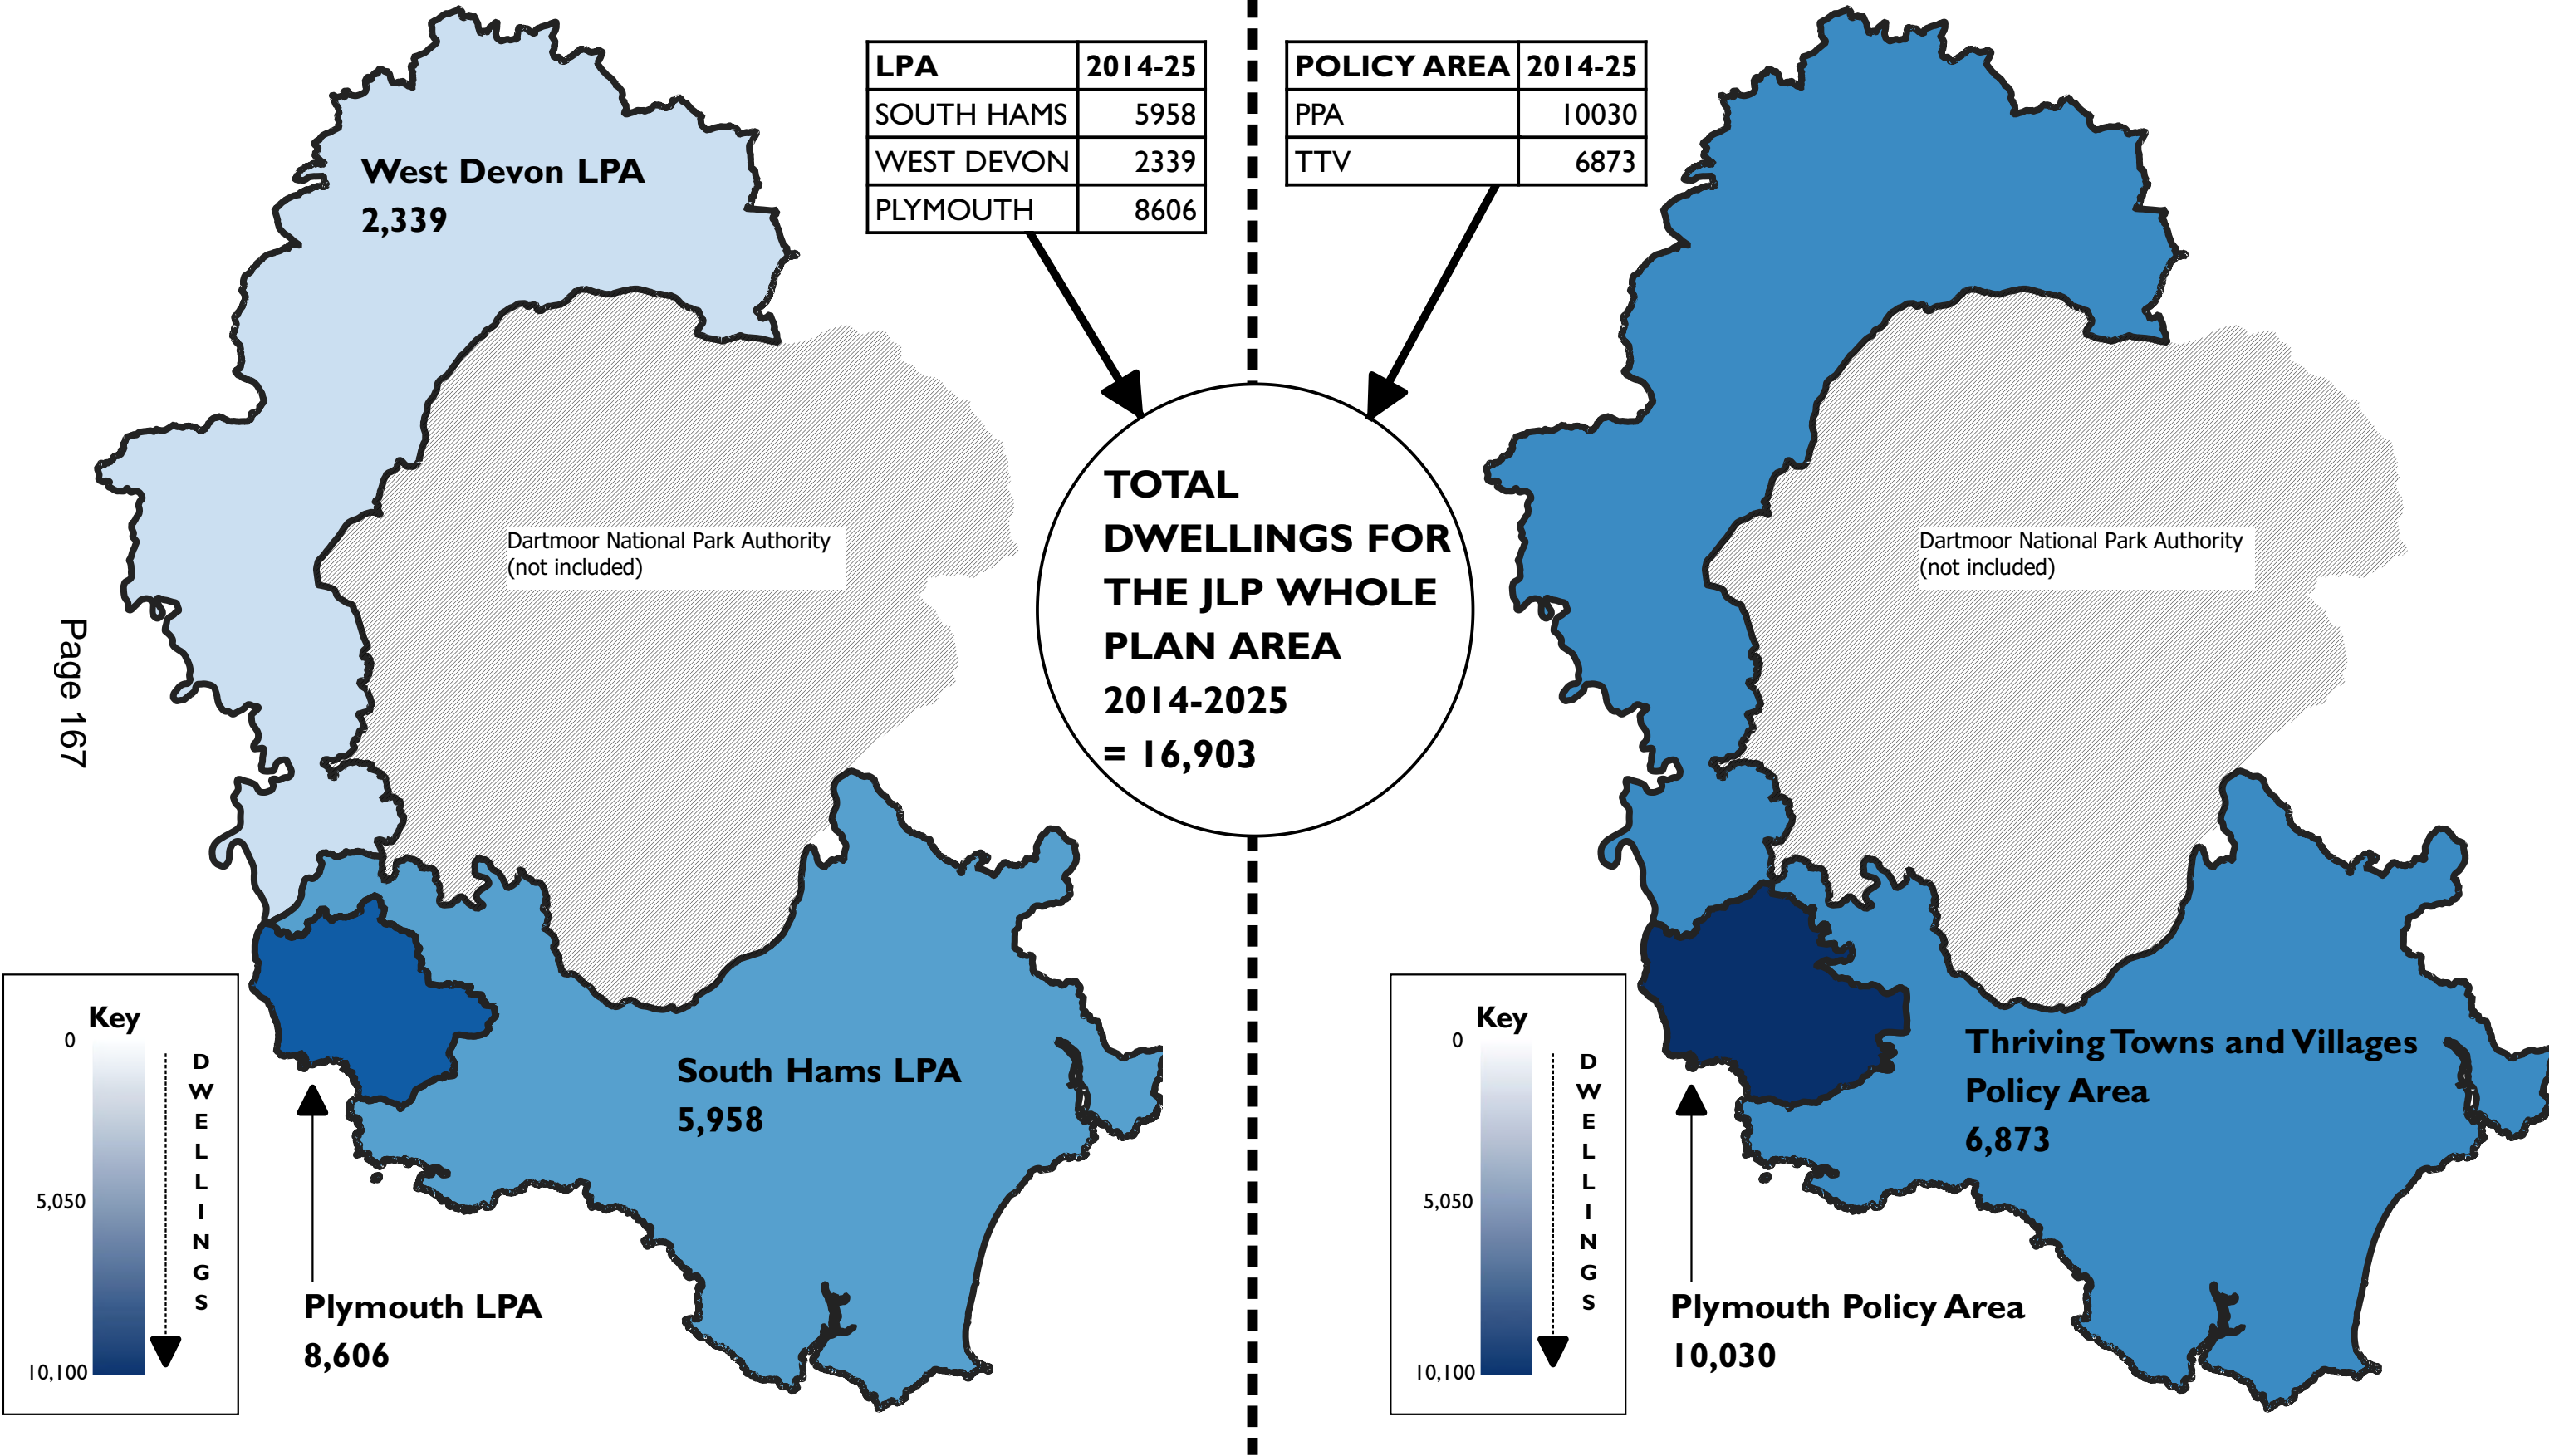 LPA 2014-25
SOUTH HAMS 5958
WEST DEVON 2339
PLYMOUTH 8606
POLICY AREA 2014-25
PPA 10030
TTV 6873
West Devon LPA
2,339
Dartmoor National Park Authority
(not included)
TOTAL
DWELLINGS FOR
THE JLP WHOLE
PLAN AREA
2014-2025
= 16,903
Dartmoor National Park Authority
(not included)
Page 167
South Hams LPA
5,958
Key
0
5,050
10,100
DWELLINGS
Plymouth LPA
8,606
Thriving Towns and Villages
Policy Area
6,873
Key
0
5,050
10,100
DWELLINGS
Plymouth Policy Area
10,030